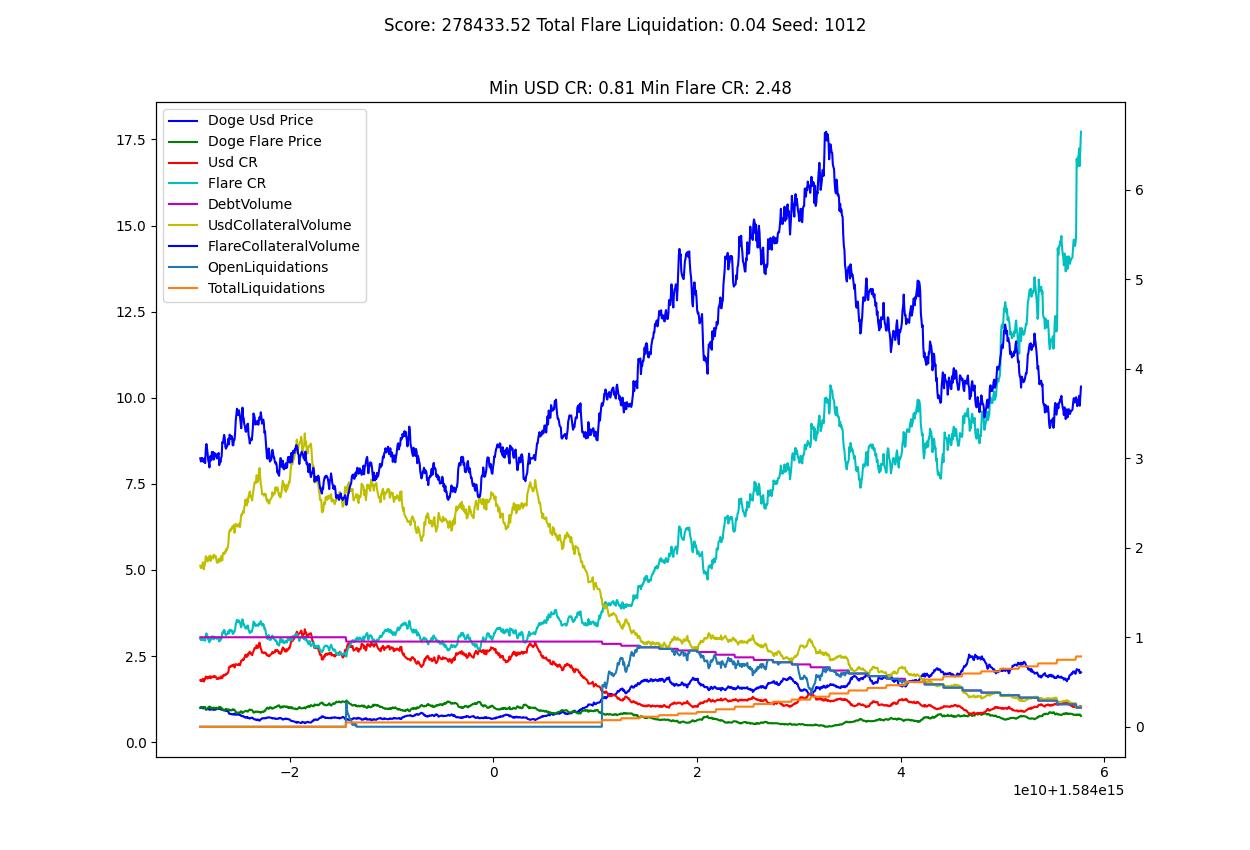 Score: 278433.52 Total Flare Liquidation: 0.04 Seed: 1012
Min USD CR: 0.81 Min Flare CR: 2.48
Doge Usd Price
Doge Flare Price
Usd CR
Flare CR
DebtVolume
UsdCollateralVolume
FlareCollateralVolume
OpenLiquidations
TotalLiquidations
17.5
15.0
12.5
10.0
7.5
5.0
2.5
0.0
6
5
4
3
2
1
0
−2 0 2 4 6
1e10+1.584e15